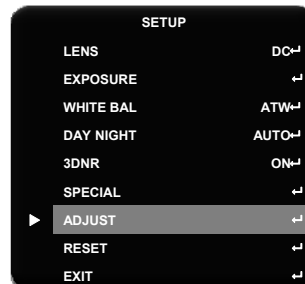 SETUP
LENS DC↵
EXPOSURE ↵
WHITE BAL ATW↵
DAY NIGHT AUTO↵
3DNR ON↵
SPECIAL ↵
ADJUST ↵
RESET ↵
EXIT ↵